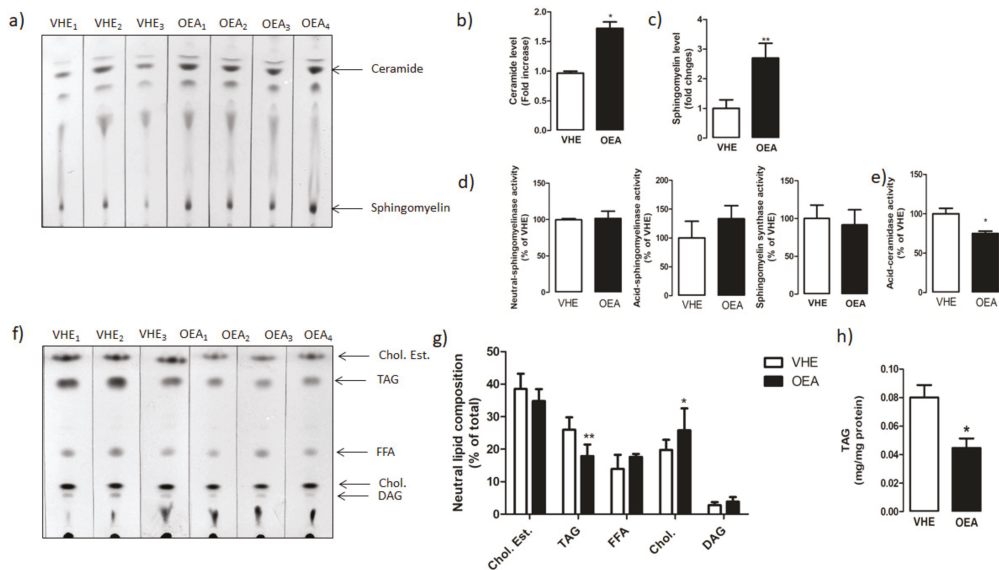 a)
VHE1 VHE2 VHE3 OEA1 OEA2 OEA3 OEA4
Ceramide
Sphingomyelin
b)
Ceramide level
(Fold increase)
2.0
1.5
1.0
0.5
0.0
*
VHE OEA
c)
Sphingomyelin level
(fold chnges)
4
3
2
1
0
**
VHE OEA
d)
Neutral-sphingomyelinase activity
(% of VHE)
150
100
50
0
VHE OEA
Acid-sphingomyelinase activity
(% of VHE)
200
150
100
50
0
VHE OEA
Sphingomyelin synthase activity
(% of VHE)
150
100
50
0
VHE OEA
e)
Acid-ceramidase activity
(% of VHE)
150
100
50
0
*
VHE OEA
f)
VHE1 VHE2 VHE3 OEA1 OEA2 OEA3 OEA4
Chol. Est.
TAG
FFA
Chol.
DAG
g)
Neutral lipid composition
(% of total)
50
40
30
20
10
0
**
*
VHE
OEA
Chol. Est. TAG FFA Chol. DAG
h)
TAG
(mg/mg protein)
0.10
0.08
0.06
0.04
0.02
0.00
*
VHE OEA